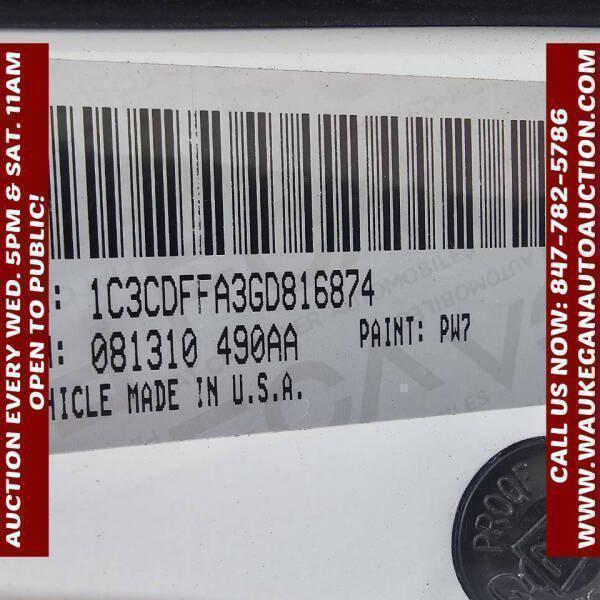 AUCTION EVERY WED. 5PM & SAT. 11AM
OPEN TO PUBLIC!
: 1C3CDFFA3GD816874
: 081310 490AA PAINT: PW7
HICLE MADE IN U.S.A.
PROOF
CALL US NOW: 847-782-5786
WWW.WAUKEGANAUTOAUCTION.COM